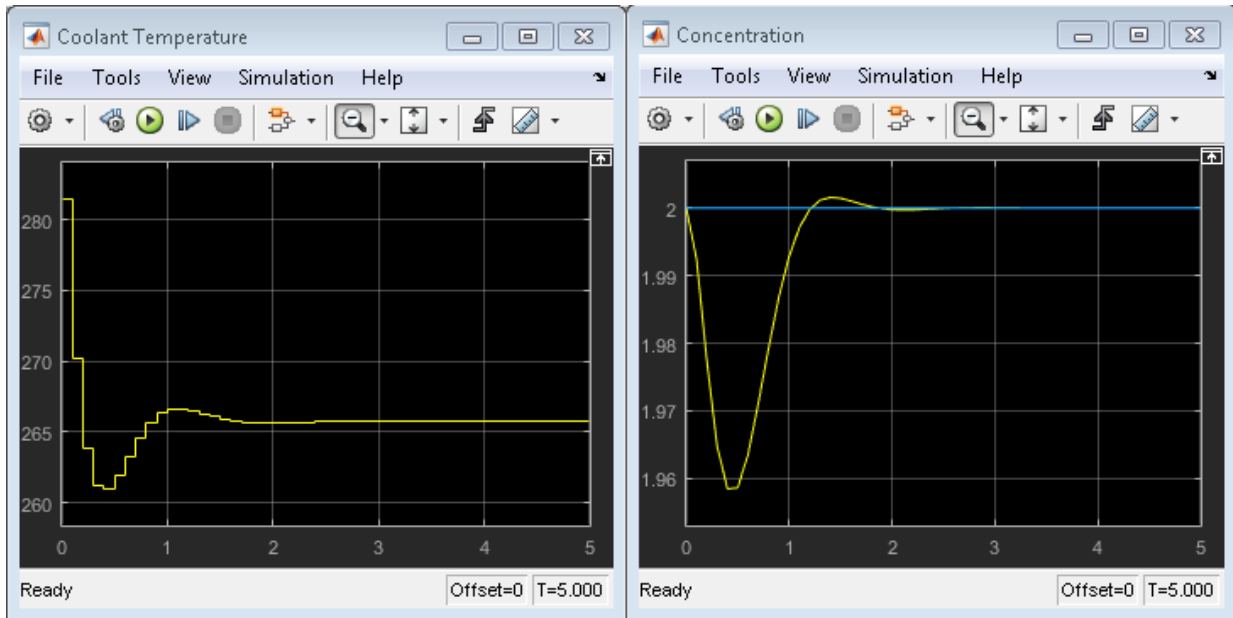 Coolant Temperature
File Tools View Simulation Help
280
275
270
265
260
0 1 2 3 4 5
Ready Offset=0 T=5.000
Concentration
File Tools View Simulation Help
2
1.99
1.98
1.97
1.96
0 1 2 3 4 5
Ready Offset=0 T=5.000